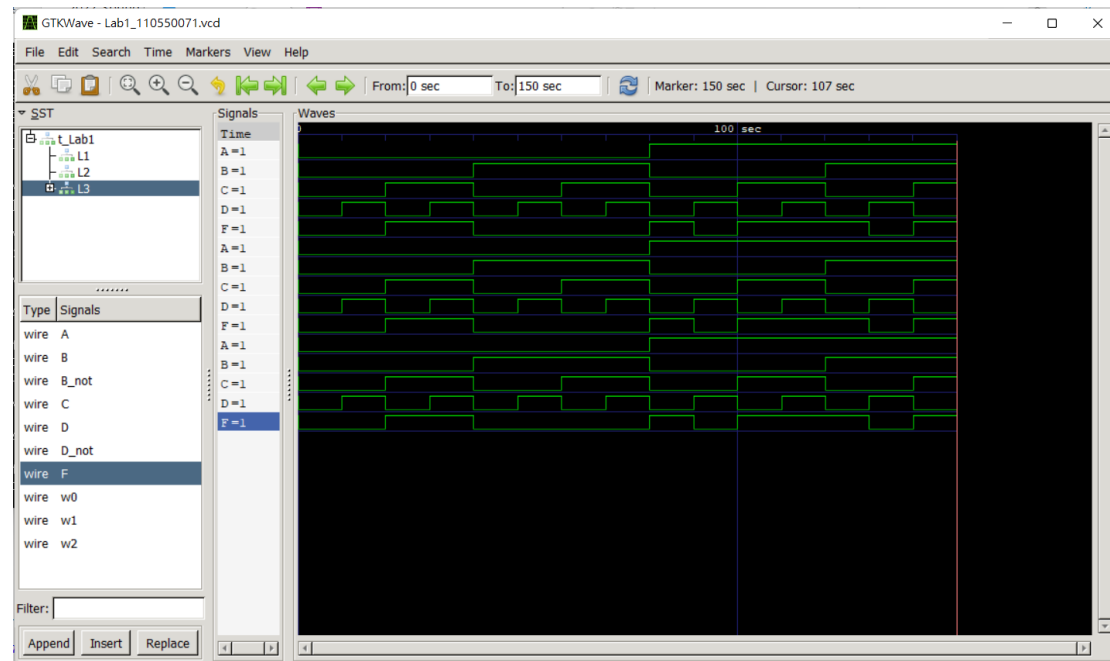 GTKWave - Lab1_110550071.vcd
File Edit Search Time Markers View Help
From: 0 sec To: 150 sec Marker: 150 sec | Cursor: 107 sec
SST
t_Lab1
L1
L2
L3
Type Signals
wire A
wire B
wire B_not
wire C
wire D
wire D_not
wire F
wire w0
wire w1
wire w2
Filter:
Append Insert Replace
Signals
Time
A=1
B=1
C=1
D=1
F=1
A=1
B=1
C=1
D=1
F=1
A=1
B=1
C=1
D=1
F=1
Waves
100 sec